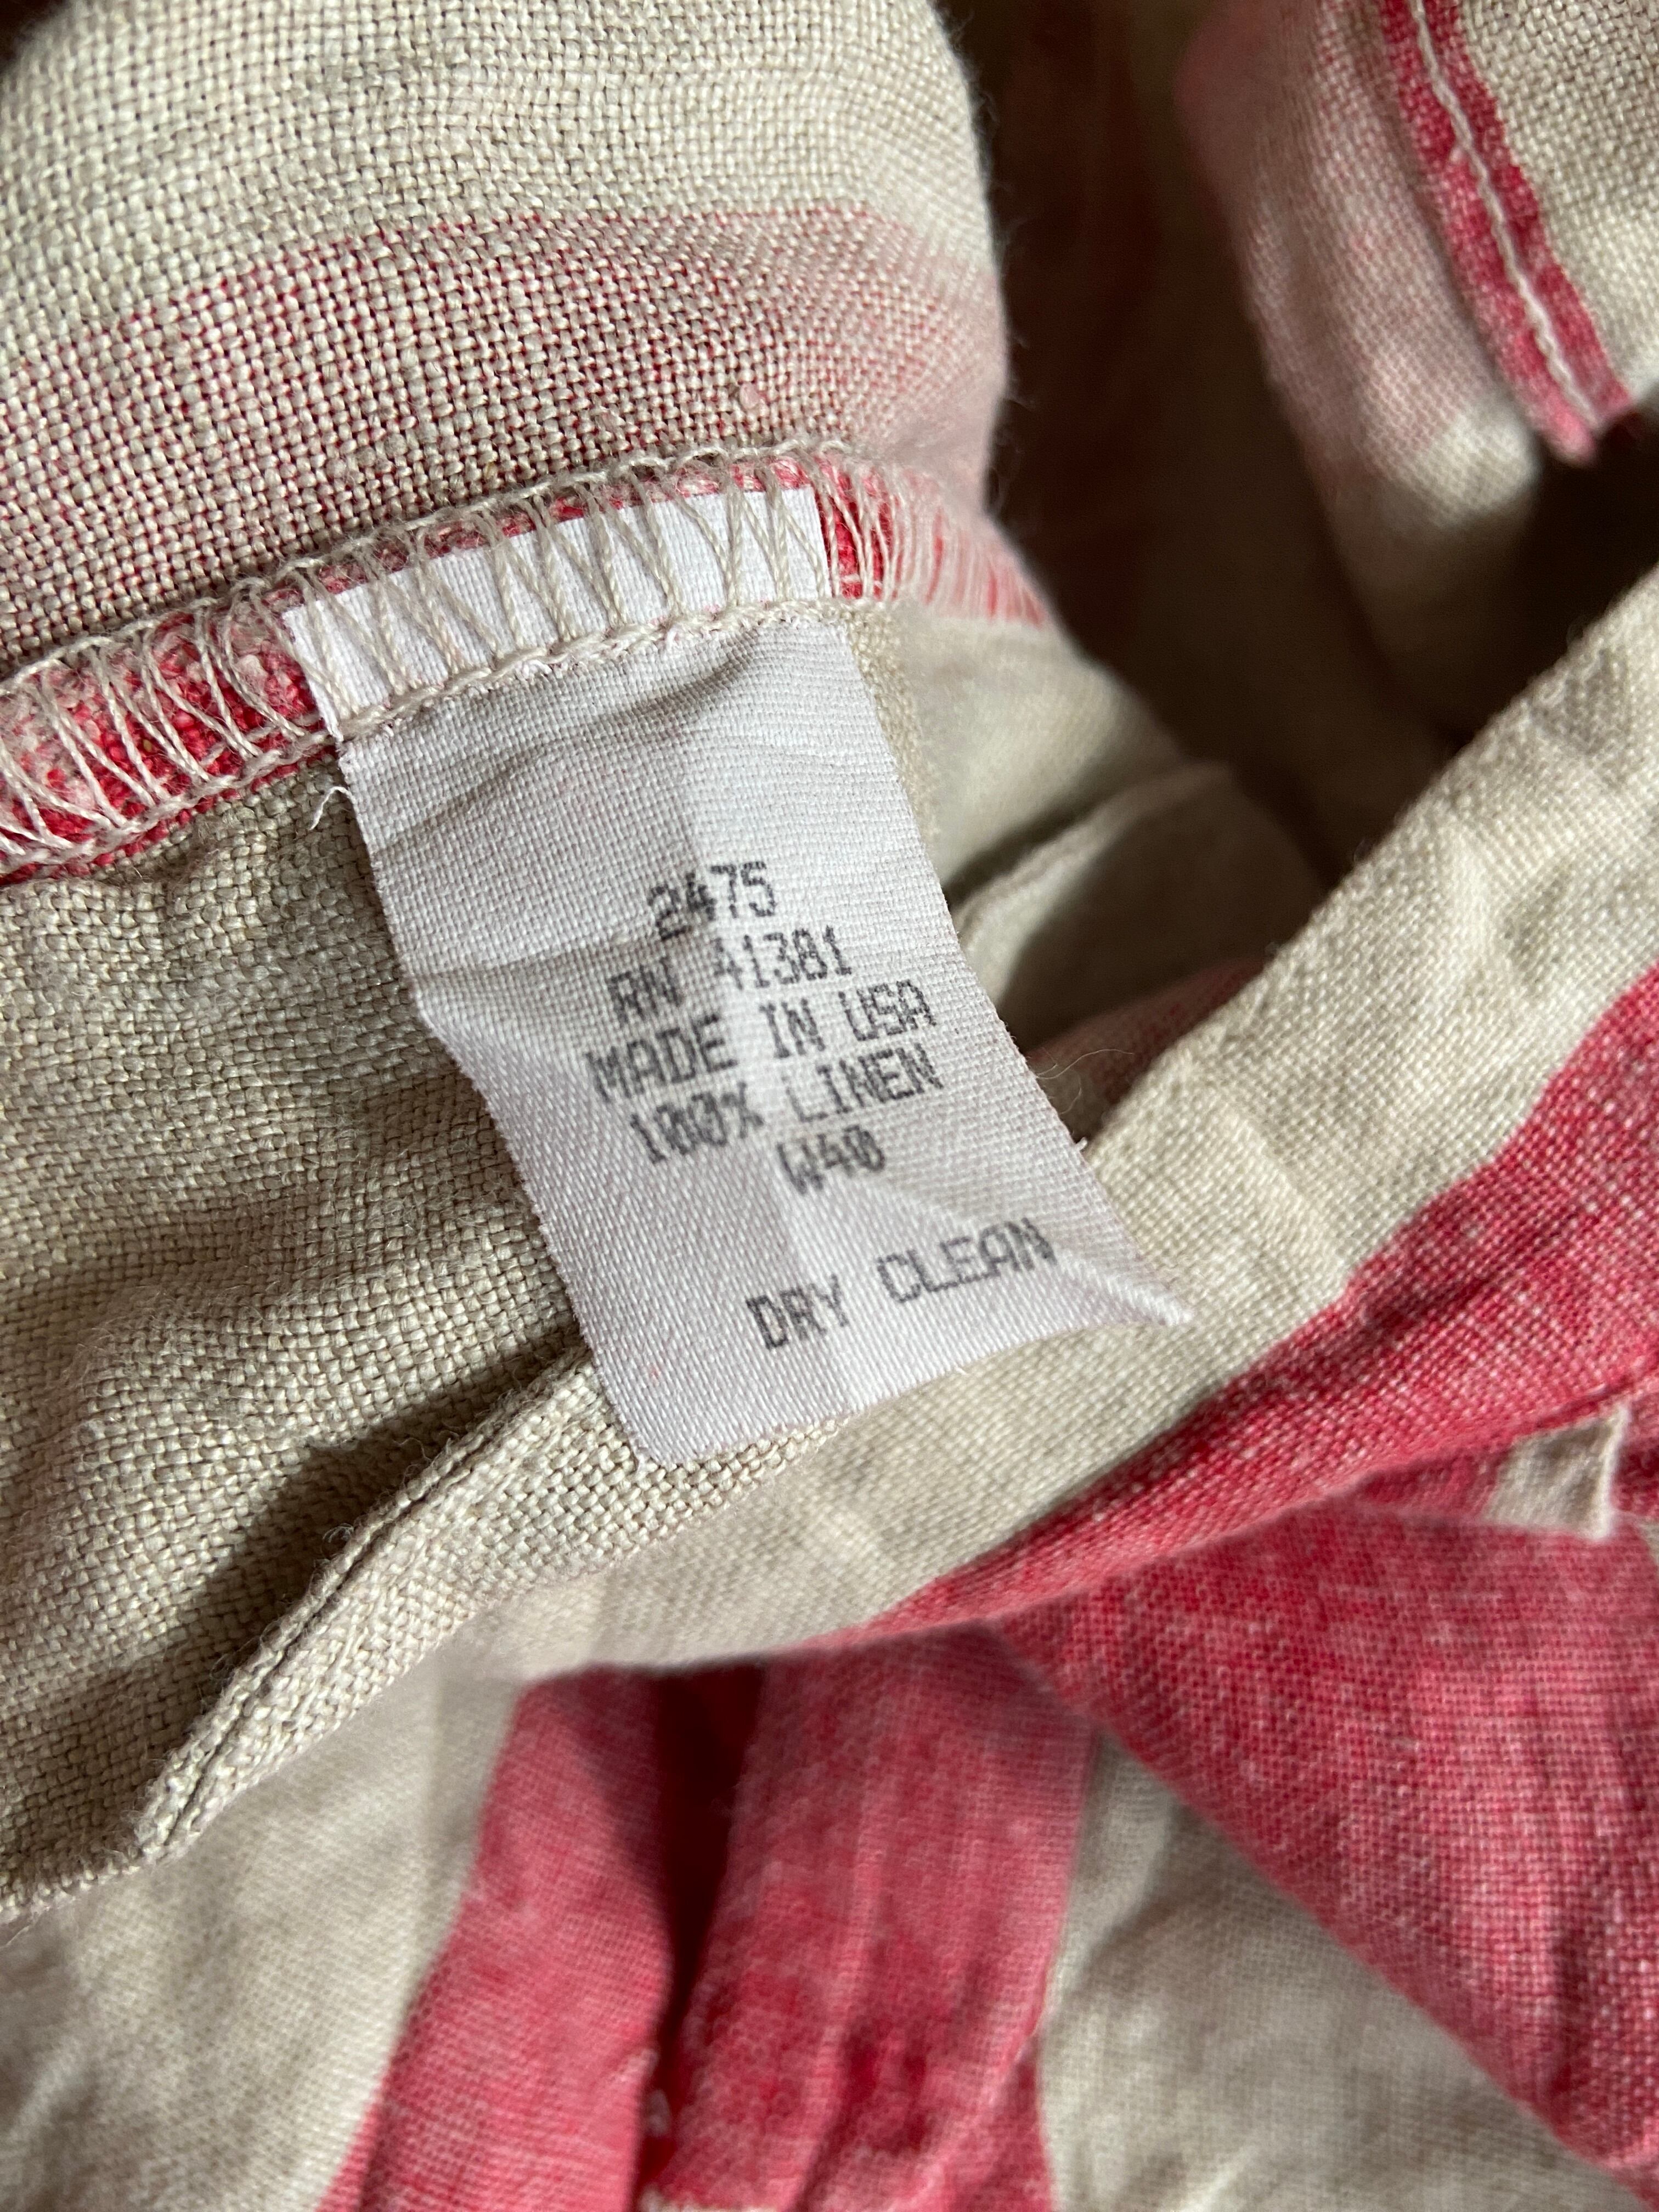 2475
RN 41381
MADE IN USA
100% LINEN
W40
DRY CLEAN